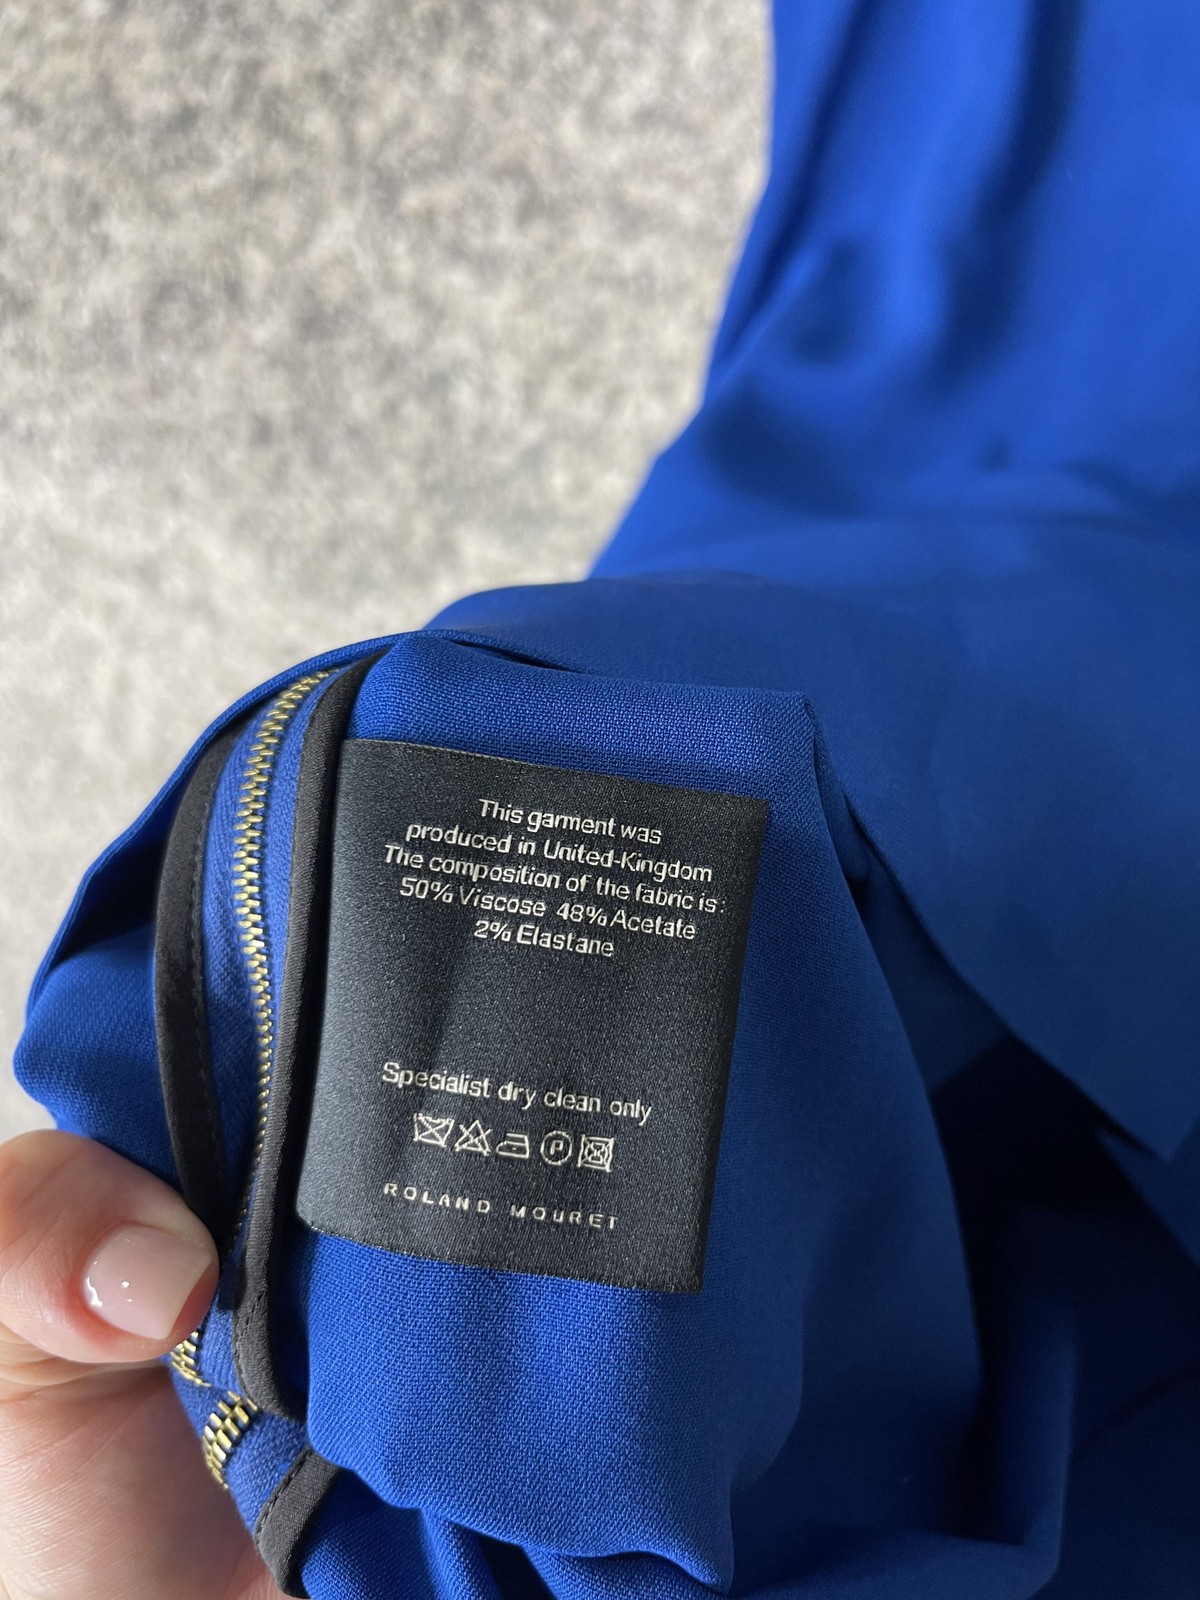 This garment was
produced in United-Kingdom
The composition of the fabric is:
50% Viscose 48% Acetate
2% Elastane
Specialist dry clean only
P
ROLAND MOURET